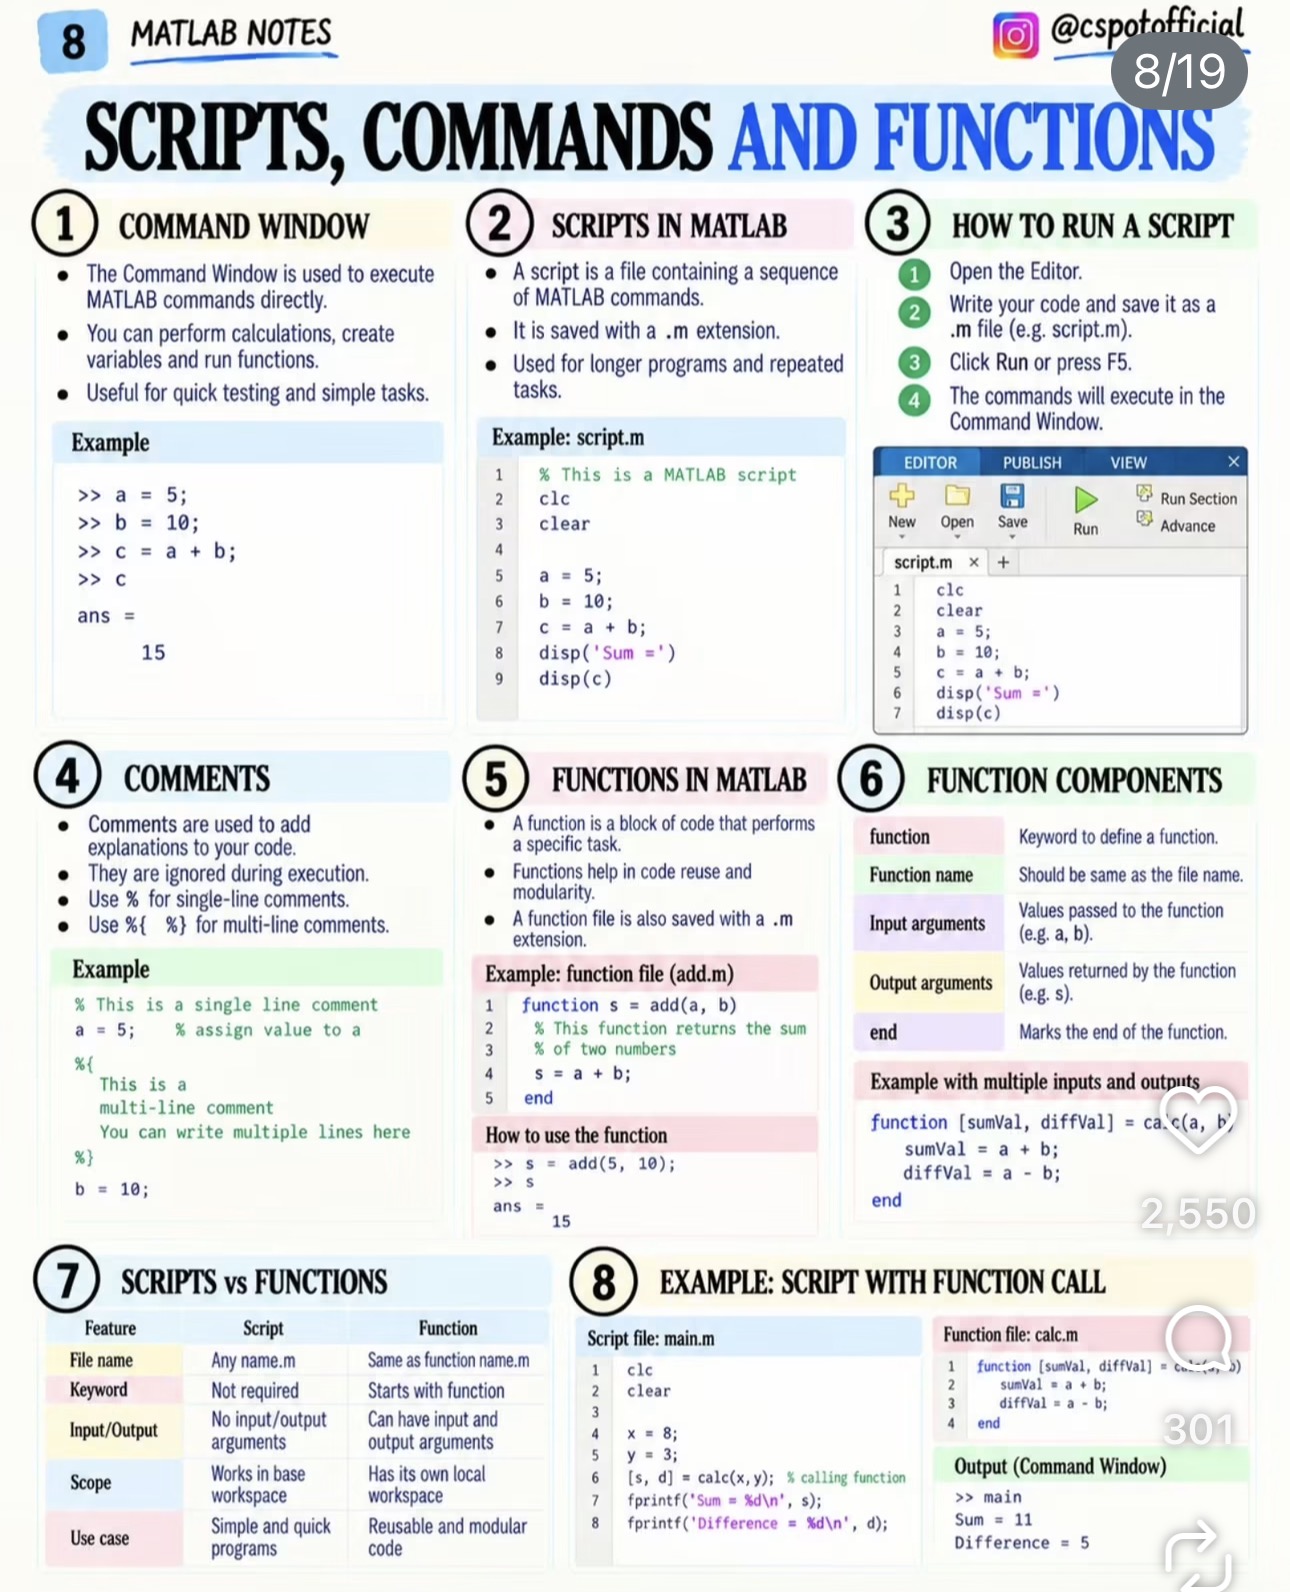 8
MATLAB NOTES
@cspotofficial
8/19
SCRIPTS, COMMANDS AND FUNCTIONS
1 COMMAND WINDOW
• The Command Window is used to execute
MATLAB commands directly.
• You can perform calculations, create
variables and run functions.
• Useful for quick testing and simple tasks.
Example
>> a = 5;
>> b = 10;
>> c = a + b;
>> c
ans =
15
2 SCRIPTS IN MATLAB
• A script is a file containing a sequence
of MATLAB commands.
• It is saved with a .m extension.
• Used for longer programs and repeated
tasks.
Example: script.m
1 % This is a MATLAB script
2 clc
3 clear
4
5 a = 5;
6 b = 10;
7 c = a + b;
8 disp('Sum =')
9 disp(c)
3 HOW TO RUN A SCRIPT
1 Open the Editor.
2 Write your code and save it as a
.m file (e.g. script.m).
3 Click Run or press F5.
4 The commands will execute in the
Command Window.
EDITOR PUBLISH VIEW ×
New Open Save Run Run Section
Advance
script.m × +
1 clc
2 clear
3 a = 5;
4 b = 10;
5 c = a + b;
6 disp('Sum =')
7 disp(c)
4 COMMENTS
• Comments are used to add
explanations to your code.
• They are ignored during execution.
• Use % for single-line comments.
• Use %{ %} for multi-line comments.
Example
% This is a single line comment
a = 5; % assign value to a
%{
This is a
multi-line comment
You can write multiple lines here
%}
b = 10;
5 FUNCTIONS IN MATLAB
• A function is a block of code that performs
a specific task.
• Functions help in code reuse and
modularity.
• A function file is also saved with a .m
extension.
Example: function file (add.m)
1 function s = add(a, b)
2 % This function returns the sum
3 % of two numbers
4 s = a + b;
5 end
How to use the function
>> s = add(5, 10);
>> s
ans =
15
6 FUNCTION COMPONENTS
function Keyword to define a function.
Function name Should be same as the file name.
Input arguments Values passed to the function
(e.g. a, b).
Output arguments Values returned by the function
(e.g. s).
end Marks the end of the function.
Example with multiple inputs and outputs
function [sumVal, diffVal] = calc(a, b)
sumVal = a + b;
diffVal = a - b;
end
2,550
7 SCRIPTS vs FUNCTIONS
Feature Script Function
File name Any name.m Same as function name.m
Keyword Not required Starts with function
Input/Output No input/output
arguments Can have input and
output arguments
Scope Works in base
workspace Has its own local
workspace
Use case Simple and quick
programs Reusable and modular
code
8 EXAMPLE: SCRIPT WITH FUNCTION CALL
Script file: main.m
1 clc
2 clear
3
4 x = 8;
5 y = 3;
6 [s, d] = calc(x,y); % calling function
7 fprintf('Sum = %d\n', s);
8 fprintf('Difference = %d\n', d);
Function file: calc.m
1 function [sumVal, diffVal] = calc(a, b)
2 sumVal = a + b;
3 diffVal = a - b;
4 end
301
Output (Command Window)
>> main
Sum = 11
Difference = 5